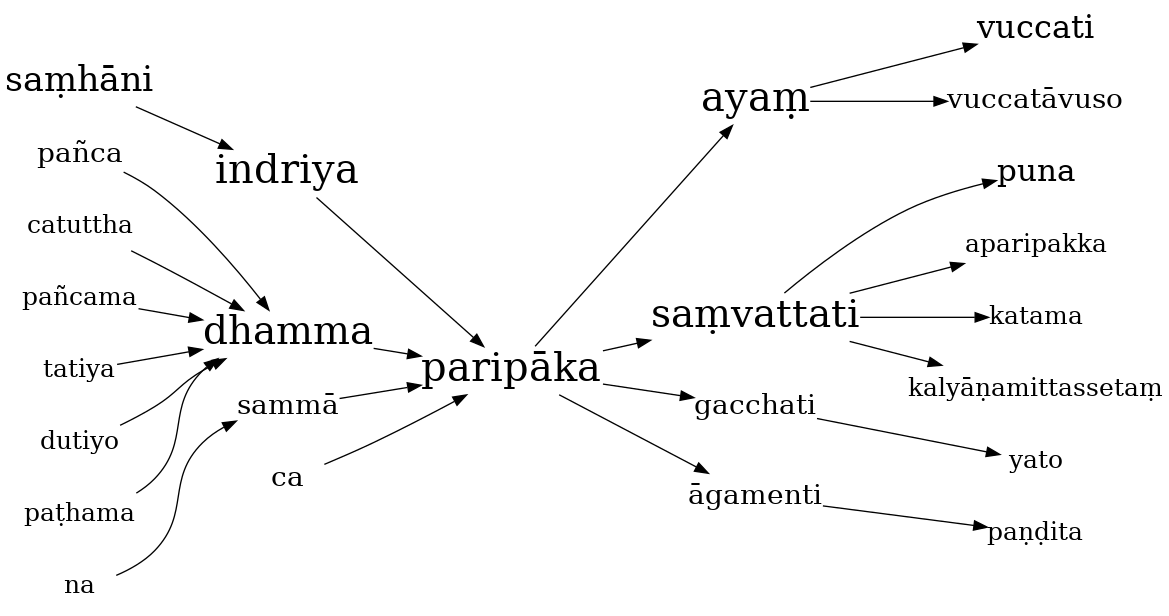 saṃhāni
pañca
catuttha
pañcama
tatiya
dutiyo
paṭhama
na
indriya
dhamma
sammā
ca
paripāka
ayaṃ
saṃvattati
gacchati
āgamenti
vuccati
vuccatāvuso
puna
aparipakka
katama
kalyāṇamittassetaṃ
yato
paṇḍita